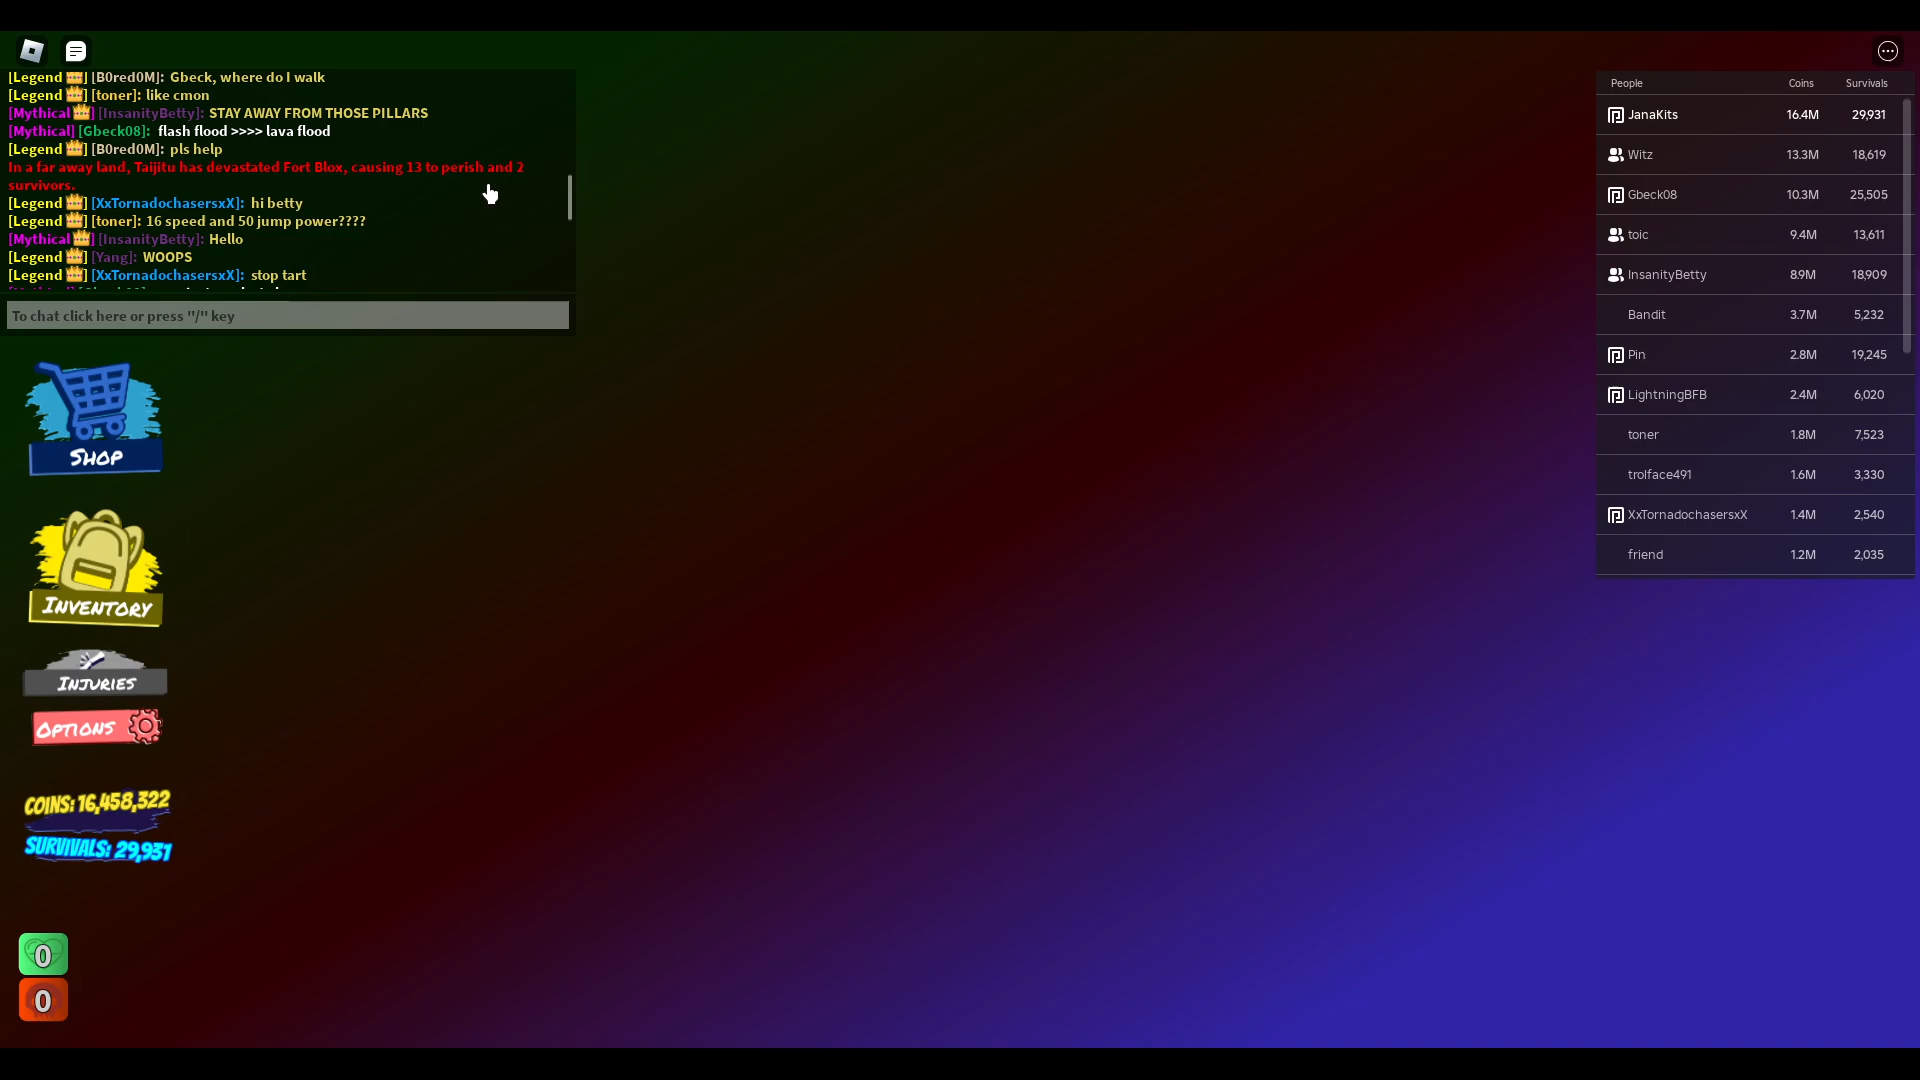 [Legend 👑] [B0red0M]: Gbeck, where do I walk
[Legend 👑] [toner]: like cmon
[Mythical 👑] [InsanityBetty]: STAY AWAY FROM THOSE PILLARS
[Mythical] [Gbeck08]: flash flood >>>> lava flood
[Legend 👑] [B0red0M]: pls help
In a far away land, Taijitu has devastated Fort Blox, causing 13 to perish and 2
survivors.
[Legend 👑] [XxTornadochasersxX]: hi betty
[Legend 👑] [toner]: 16 speed and 50 jump power????
[Mythical 👑] [InsanityBetty]: Hello
[Legend 👑] [Yang]: WOOPS
[Legend 👑] [XxTornadochasersxX]: stop tart
To chat click here or press "/" key
SHOP
INVENTORY
INJURIES
OPTIONS
COINS: 16,458,322
SURVIVALS: 29,931
0
0
People Coins Survivals
JanaKits 16.4M 29,931
Witz 13.3M 18,619
Gbeck08 10.3M 25,505
toic 9.4M 13,611
InsanityBetty 8.9M 18,909
Bandit 3.7M 5,232
Pin 2.8M 19,245
LightningBFB 2.4M 6,020
toner 1.8M 7,523
trolface491 1.6M 3,330
XxTornadochasersxX 1.4M 2,540
friend 1.2M 2,035